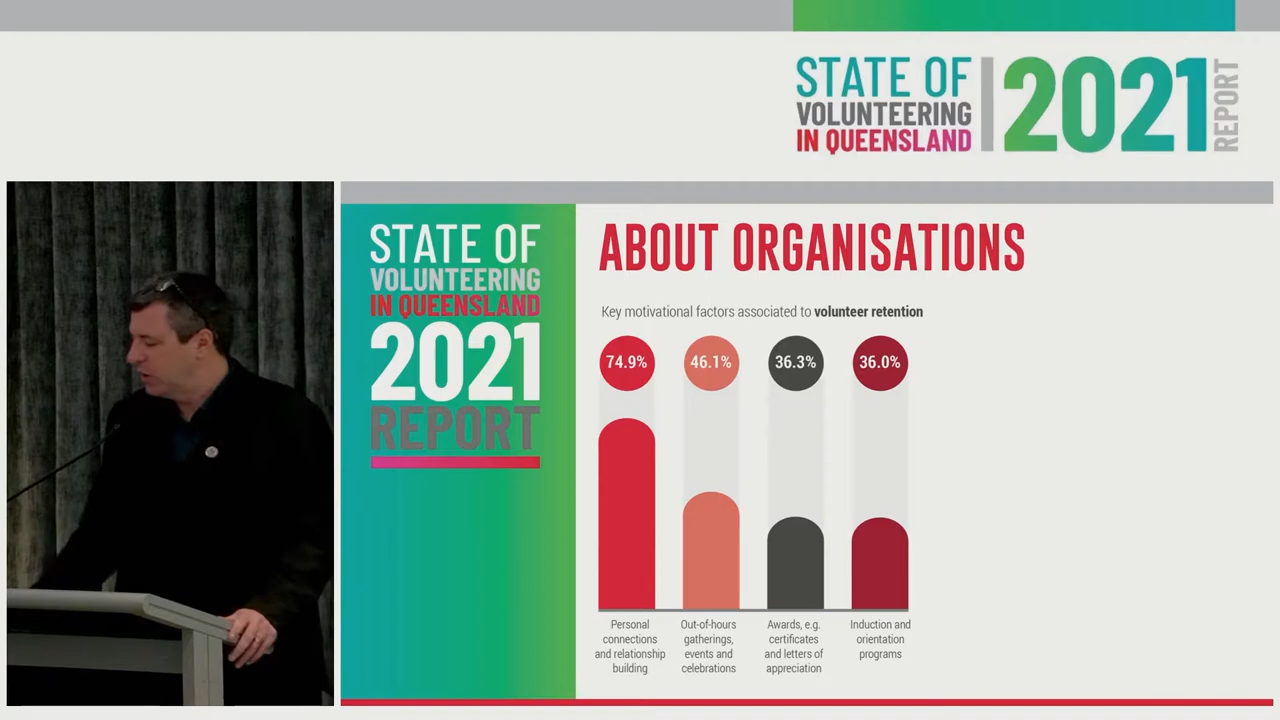 STATE OF
VOLUNTEERING
IN QUEENSLAND
2021
REPORT
STATE OF
VOLUNTEERING
IN QUEENSLAND
2021
REPORT
ABOUT ORGANISATIONS
Key motivational factors associated to volunteer retention
74.9%
46.1%
36.3%
36.0%
Personal
connections
and relationship
building
Out-of-hours
gatherings,
events and
celebrations
Awards, e.g.
certificates
and letters of
appreciation
Induction and
orientation
programs